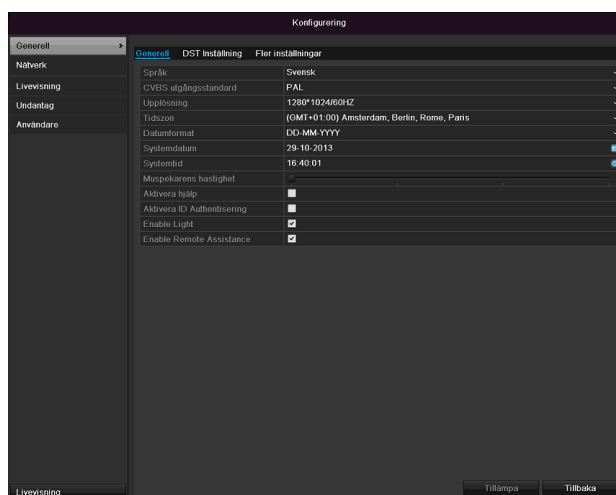 Konfigurering
Generell
Nätverk
Livevisning
Undantag
Användare
Generell DST Inställning Fler inställningar
Språk Svensk
CVBS utgångsstandard PAL
Upplösning 1280*1024/60HZ
Tidszon (GMT+01:00) Amsterdam, Berlin, Rome, Paris
Datumformat DD-MM-YYYY
Systemdatum 29-10-2013
Systemtid 16:40:01
Muspekarens hastighet
Aktivera hjälp
Aktivera ID Authentisering
Enable Light
Enable Remote Assistance
Livevisning
Tillämpa Tillbaka